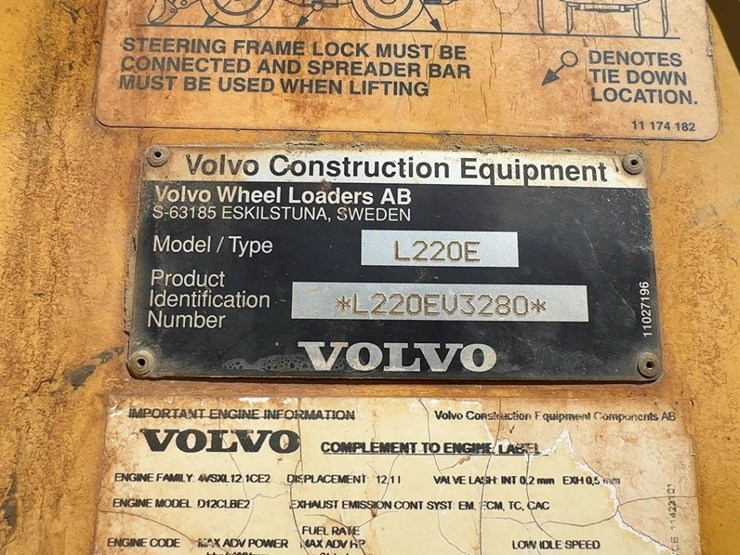 STEERING FRAME LOCK MUST BE
CONNECTED AND SPREADER BAR
MUST BE USED WHEN LIFTING
DENOTES
TIE DOWN
LOCATION.
11 174 182
Volvo Construction Equipment
Volvo Wheel Loaders AB
S-63185 ESKILSTUNA, SWEDEN
Model / Type L220E
Product
Identification
Number
*L220EV3280*
11027196
VOLVO
IMPORTANT ENGINE INFORMATION Volvo Construction Equipment Components AB
VOLVO COMPLEMENT TO ENGINE LABEL
ENGINE FAMILY 4VSXL12.1CE2 DISPLACEMENT 12,1 l VALVE LASH INT 0,2 mm EXH 0,5 mm
ENGINE MODEL D12CLBE2 EXHAUST EMISSION CONT SYST EM, ECM, TC, CAC
FUEL RATE
ENGINE CODE MAX ADV POWER MAX ADV HP LOW IDLE SPEED